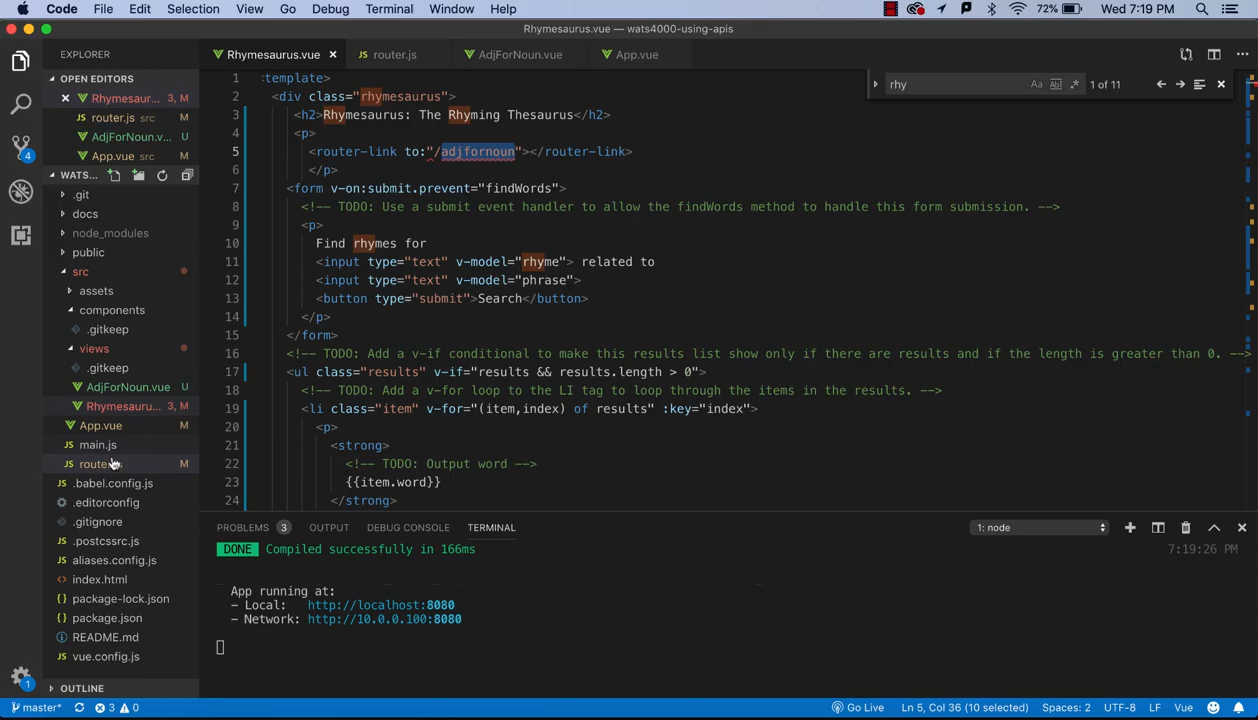 Code File Edit Selection View Go Debug Terminal Window Help 72% Wed 7:19 PM
Rhymesaurus.vue — wats4000-using-apis
EXPLORER
Rhymesaurus.vue × router.js AdjForNoun.vue App.vue
OPEN EDITORS
× Rhymesaur... 3, M
router.js src M
AdjForNoun.v... U
App.vue src M
WATS...
.git
docs
node_modules
public
src
assets
components
.gitkeep
views
.gitkeep
AdjForNoun.vue U
Rhymesauru... 3, M
App.vue M
main.js
M
.babel.config.js
.editorconfig
.gitignore
.postcssrc.js
aliases.config.js
index.html
package-lock.json
package.json
README.md
vue.config.js
OUTLINE
4
1
rhy Aa Abl .* 1 of 11
1 :template>
2 <div class="rhymesaurus">
3 <h2>Rhymesaurus: The Rhyming Thesaurus</h2>
4 <p>
5 <router-link to:"/adjfornoun"></router-link>
6 </p>
7 <form v-on:submit.prevent="findWords">
8 <!-- TODO: Use a submit event handler to allow the findWords method to handle this form submission. -->
9 <p>
10 Find rhymes for
11 <input type="text" v-model="rhyme"> related to
12 <input type="text" v-model="phrase">
13 <button type="submit">Search</button>
14 </p>
15 </form>
16 <!-- TODO: Add a v-if conditional to make this results list show only if there are results and if the length is greater than 0. -->
17 <ul class="results" v-if="results && results.length > 0">
18 <!-- TODO: Add a v-for loop to the LI tag to loop through the items in the results. -->
19 <li class="item" v-for="(item,index) of results" :key="index">
20 <p>
21 <strong>
22 <!-- TODO: Output word -->
23 {{item.word}}
24 </strong>
PROBLEMS 3 OUTPUT DEBUG CONSOLE TERMINAL 1: node
DONE Compiled successfully in 166ms 7:19:26 PM
App running at:
- Local: http://localhost:8080
- Network: http://10.0.0.100:8080
master* 3 0 Go Live Ln 5, Col 36 (10 selected) Spaces: 2 UTF-8 LF Vue